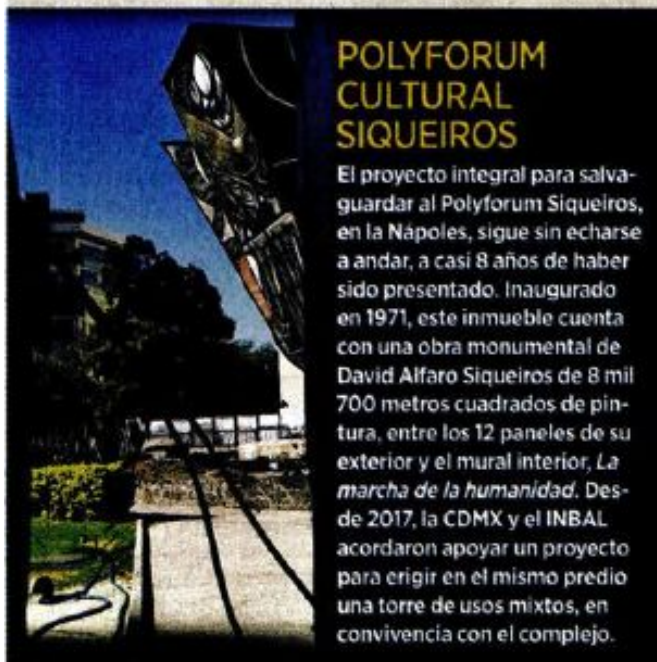 POLYFORUM
CULTURAL
SIQUEIROS
El proyecto integral para salva-
guardar al Polyforum Siqueiros,
en la Nápoles, sigue sin echarse
a andar, a casi 8 años de haber
sido presentado. Inaugurado
en 1971, este inmueble cuenta
con una obra monumental de
David Alfaro Siqueiros de 8 mil
700 metros cuadrados de pin-
tura, entre los 12 paneles de su
exterior y el mural interior, La
marcha de la humanidad. Des-
de 2017, la CDMX y el INBAL
acordaron apoyar un proyecto
para erigir en el mismo predio
una torre de usos mixtos, en
convivencia con el complejo.